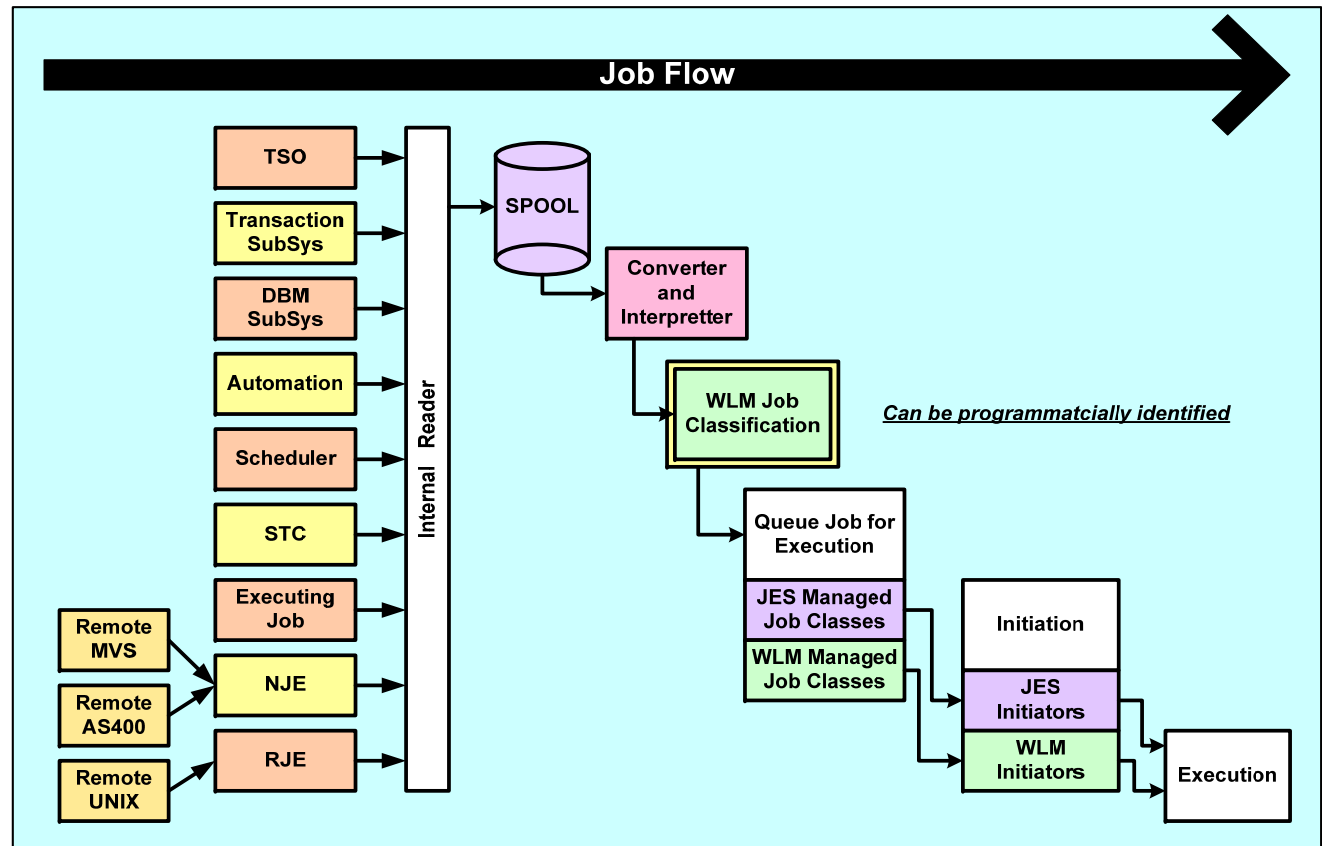 Job Flow
TSO
Transaction
SubSys
DBM
SubSys
Automation
Scheduler
STC
Executing
Job
NJE
RJE
Remote
MVS
Remote
AS400
Remote
UNIX
Internal Reader
SPOOL
Converter
and
Interpretter
WLM Job
Classification
Can be programmatcially identified
Queue Job for
Execution
JES Managed
Job Classes
WLM Managed
Job Classes
Initiation
JES
Initiators
WLM
Initiators
Execution